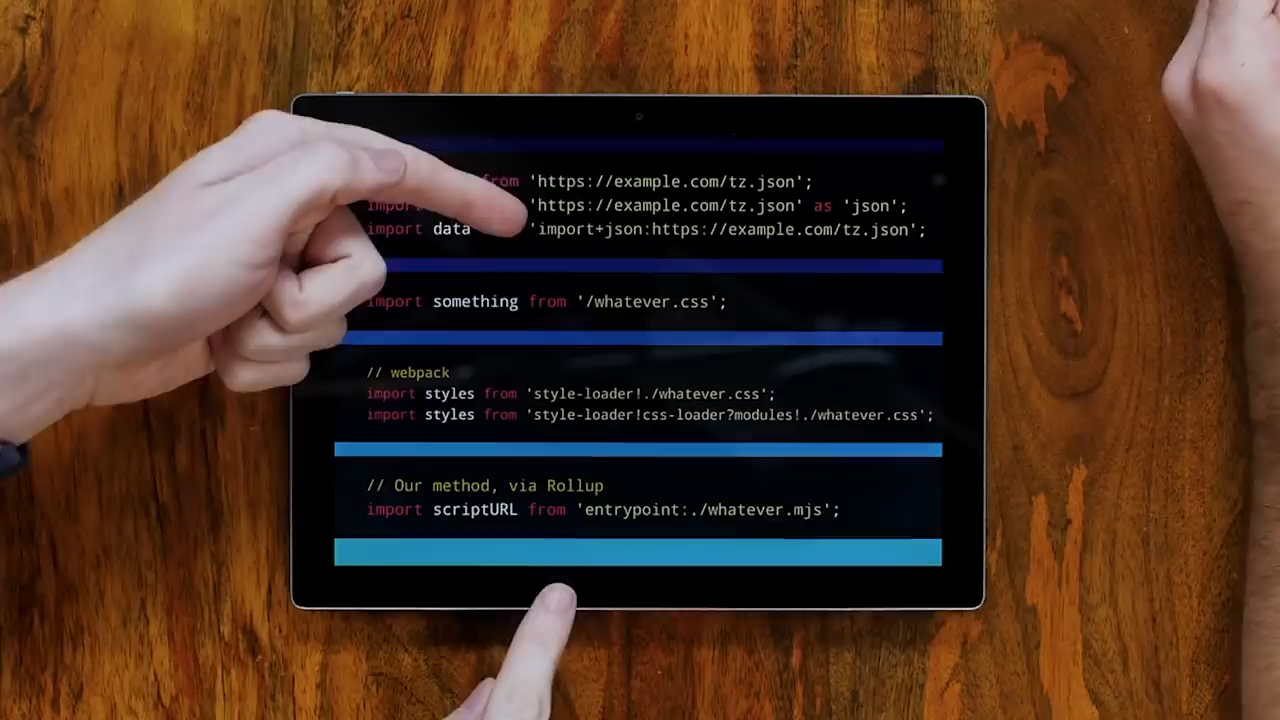 from 'https://example.com/tz.json';
import 'https://example.com/tz.json' as 'json';
import data 'import+json:https://example.com/tz.json';
import something from '/whatever.css';
// webpack
import styles from 'style-loader!./whatever.css';
import styles from 'style-loader!css-loader?modules!./whatever.css';
// Our method, via Rollup
import scriptURL from 'entrypoint:./whatever.mjs';